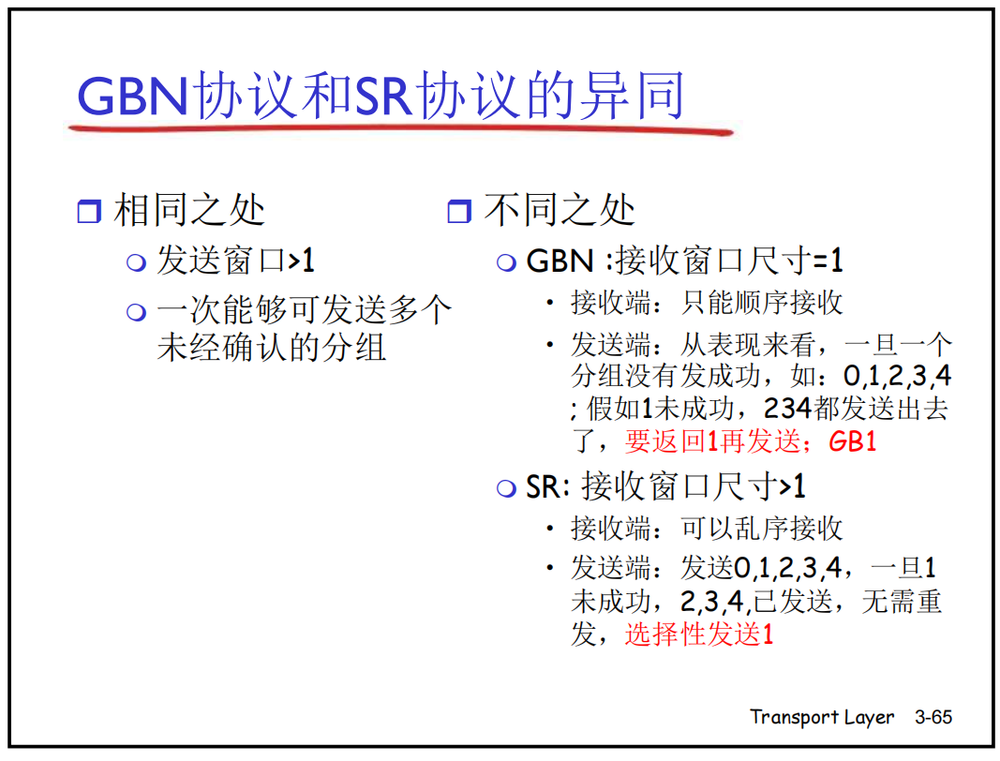 GBN协议和SR协议的异同
相同之处
发送窗口>1
一次能够可发送多个
未经确认的分组
不同之处
GBN :接收窗口尺寸=1
• 接收端：只能顺序接收
• 发送端：从表现来看，一旦一个
分组没有发成功，如：0,1,2,3,4
; 假如1未成功，234都发送出去
了，要返回1再发送；GB1
SR: 接收窗口尺寸>1
• 接收端：可以乱序接收
• 发送端：发送0,1,2,3,4，一旦1
未成功，2,3,4,已发送，无需重
发，选择性发送1
Transport Layer 3-65